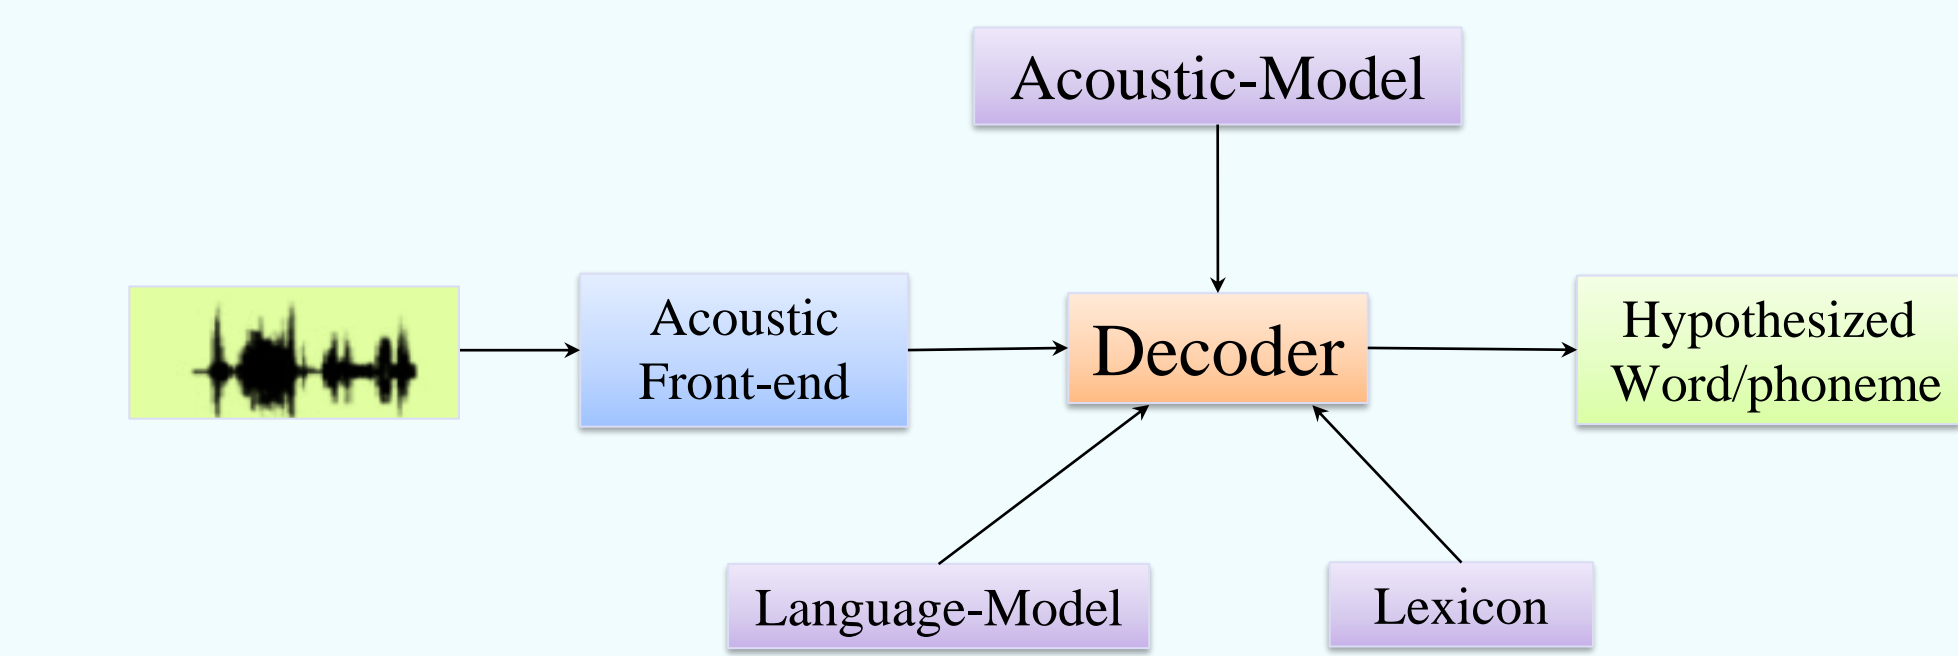 Acoustic-Model
Acoustic
Front-end
Decoder
Hypothesized
Word/phoneme
Language-Model
Lexicon